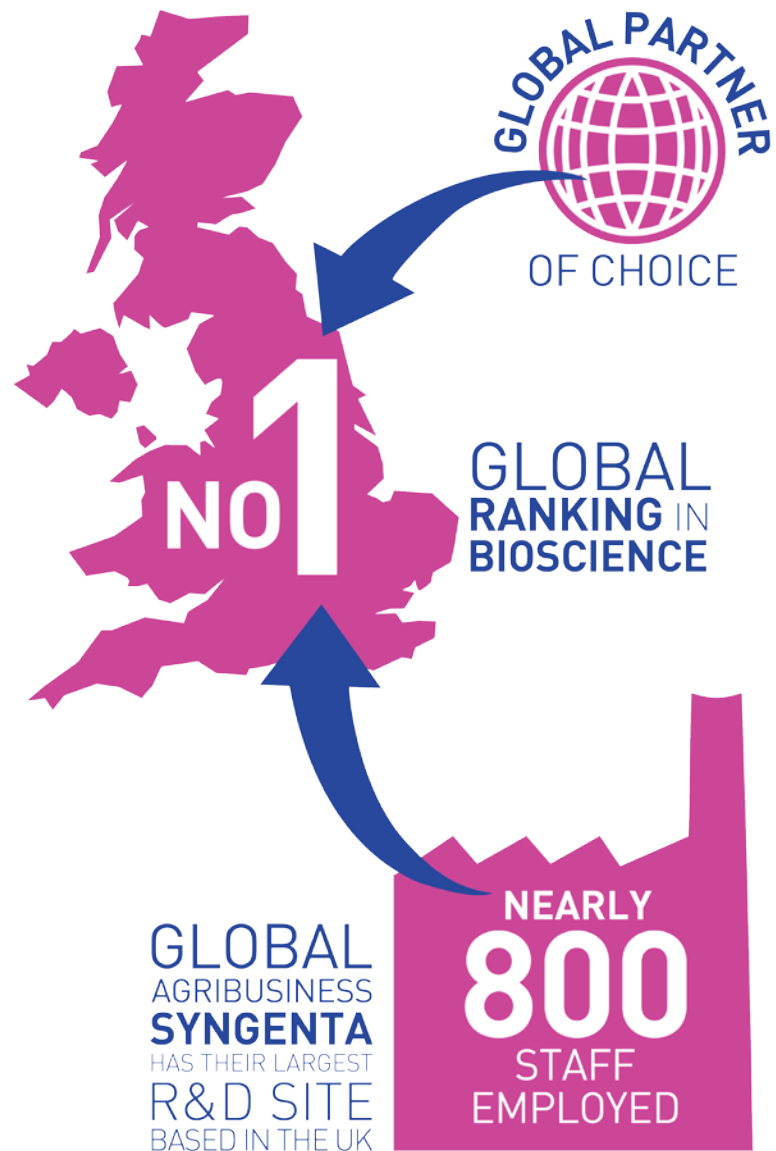 GLOBAL PARTNER
OF CHOICE
NO1
GLOBAL
RANKING IN
BIOSCIENCE
NEARLY
800
STAFF
EMPLOYED
GLOBAL
AGRIBUSINESS
SYNGENTA
HAS THEIR LARGEST
R&D SITE
BASED IN THE UK